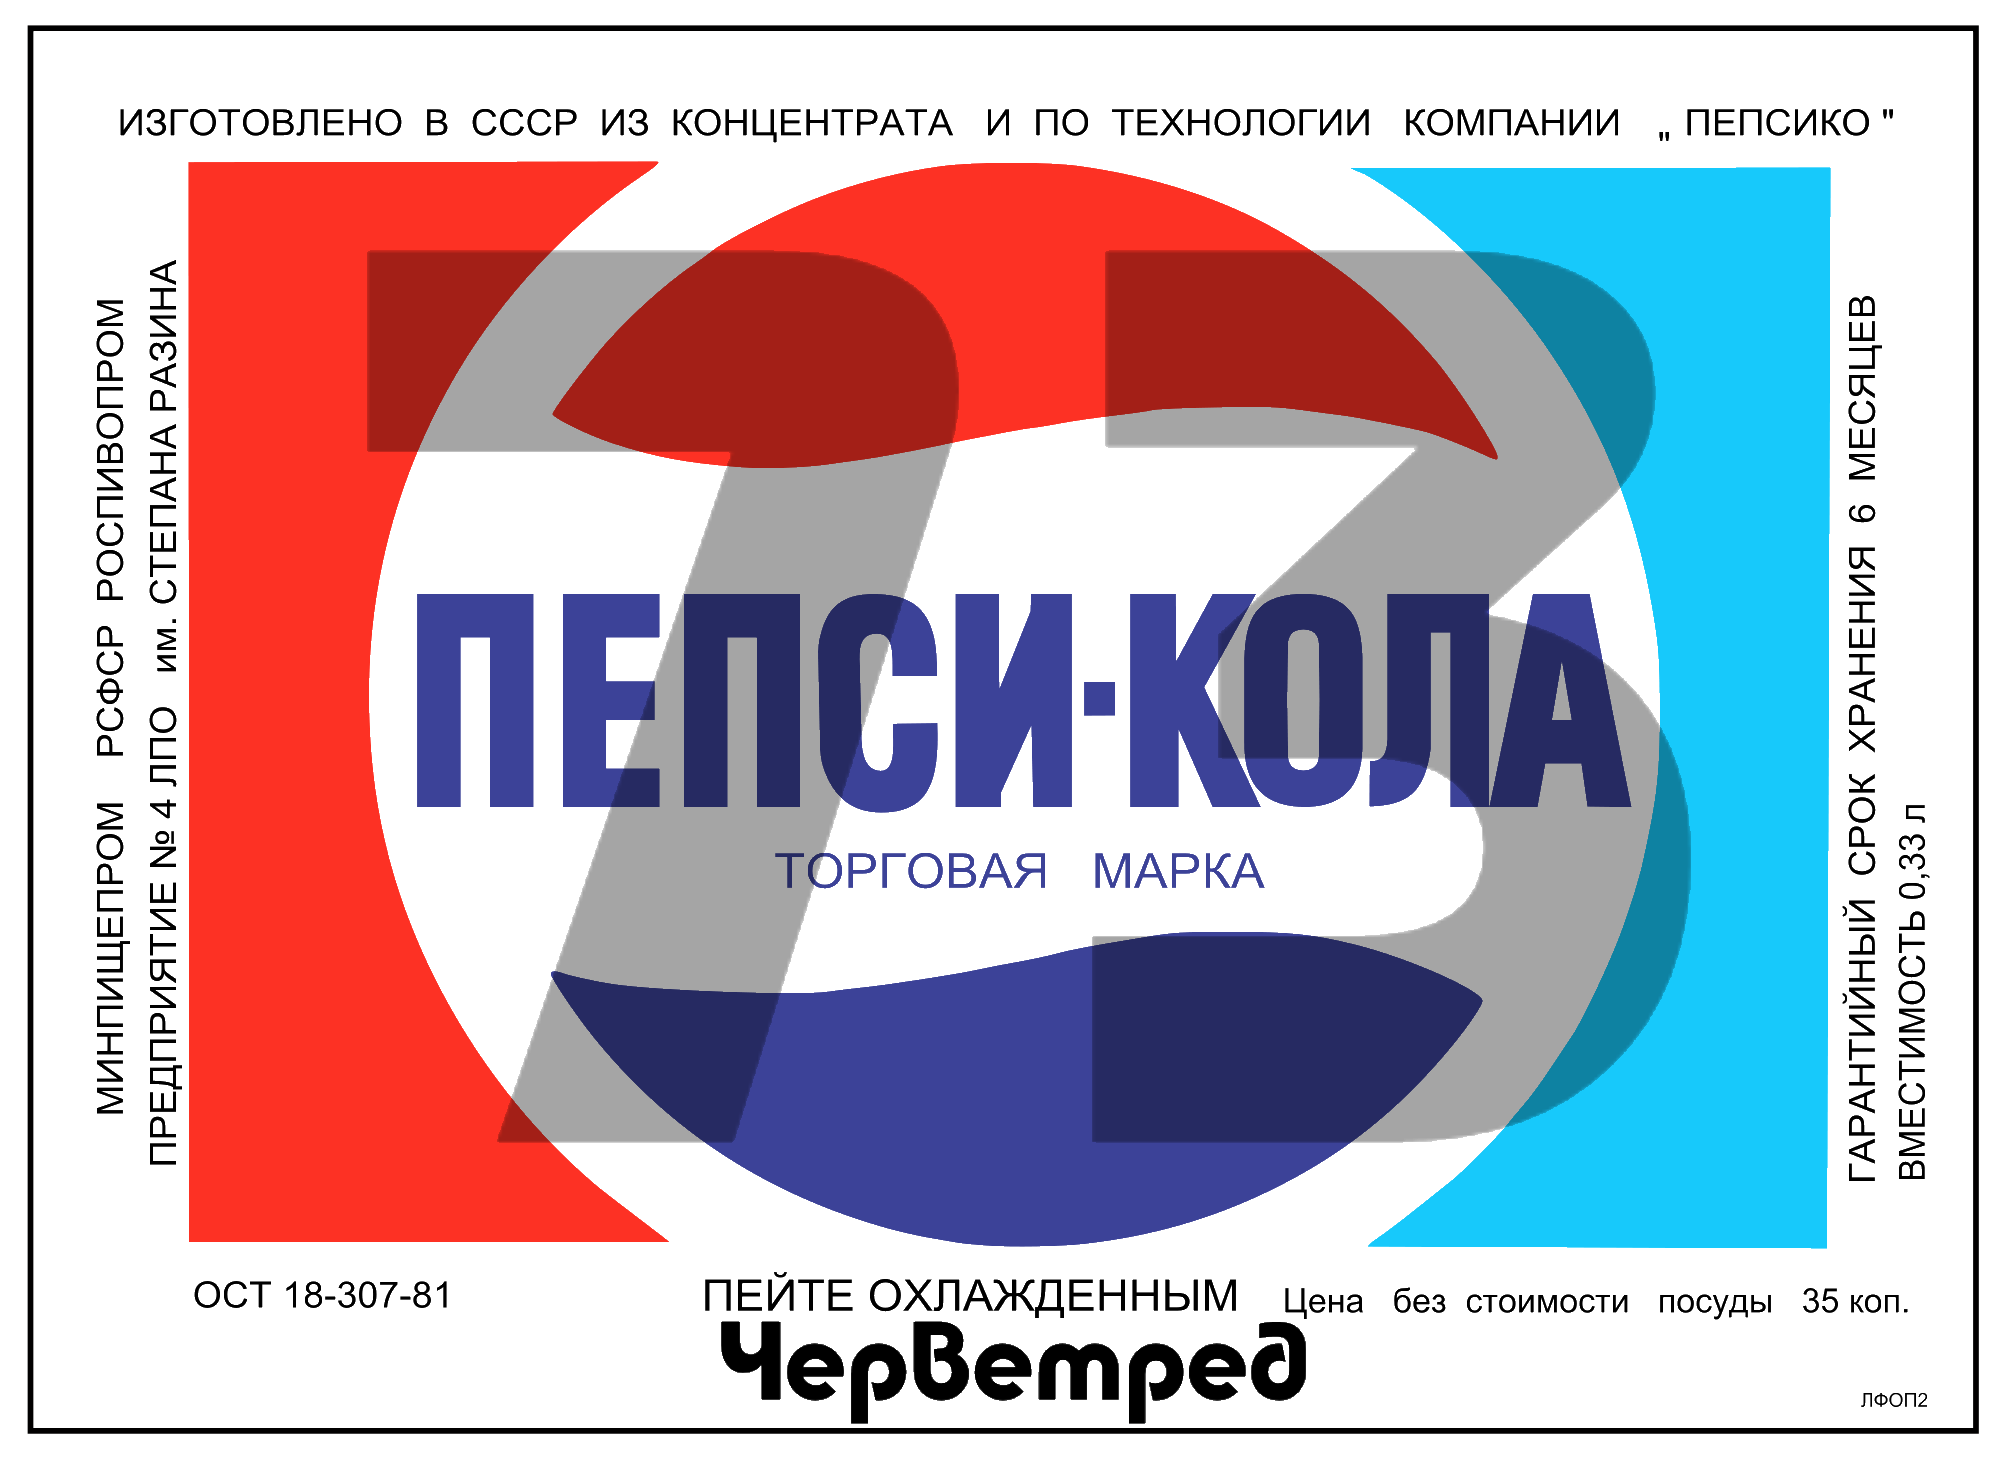 ИЗГОТОВЛЕНО В СССР ИЗ КОНЦЕНТРАТА И ПО ТЕХНОЛОГИИ КОМПАНИИ „ ПЕПСИКО "
МИНПИЩЕПРОМ РСФСР РОСПИВОПРОМ
ПРЕДПРИЯТИЕ № 4 ЛПО им. СТЕПАНА РАЗИНА
73
ПЕПСИ-КОЛА
ТОРГОВАЯ МАРКА
ГАРАНТИЙНЫЙ СРОК ХРАНЕНИЯ 6 МЕСЯЦЕВ
ВМЕСТИМОСТЬ 0,33 л
ОСТ 18-307-81
ПЕЙТЕ ОХЛАЖДЕННЫМ
Цена без стоимости посуды 35 коп.
ЧерВетред
ЛФОП2